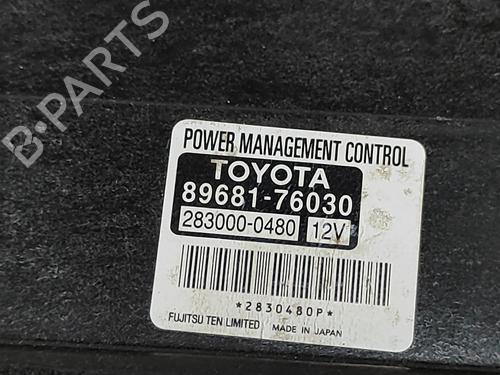 B-PARTS
POWER MANAGEMENT CONTROL
TOYOTA
89681-76030
283000-0480 12V
*2830480P*
FUJITSU TEN LIMITED MADE IN JAPAN